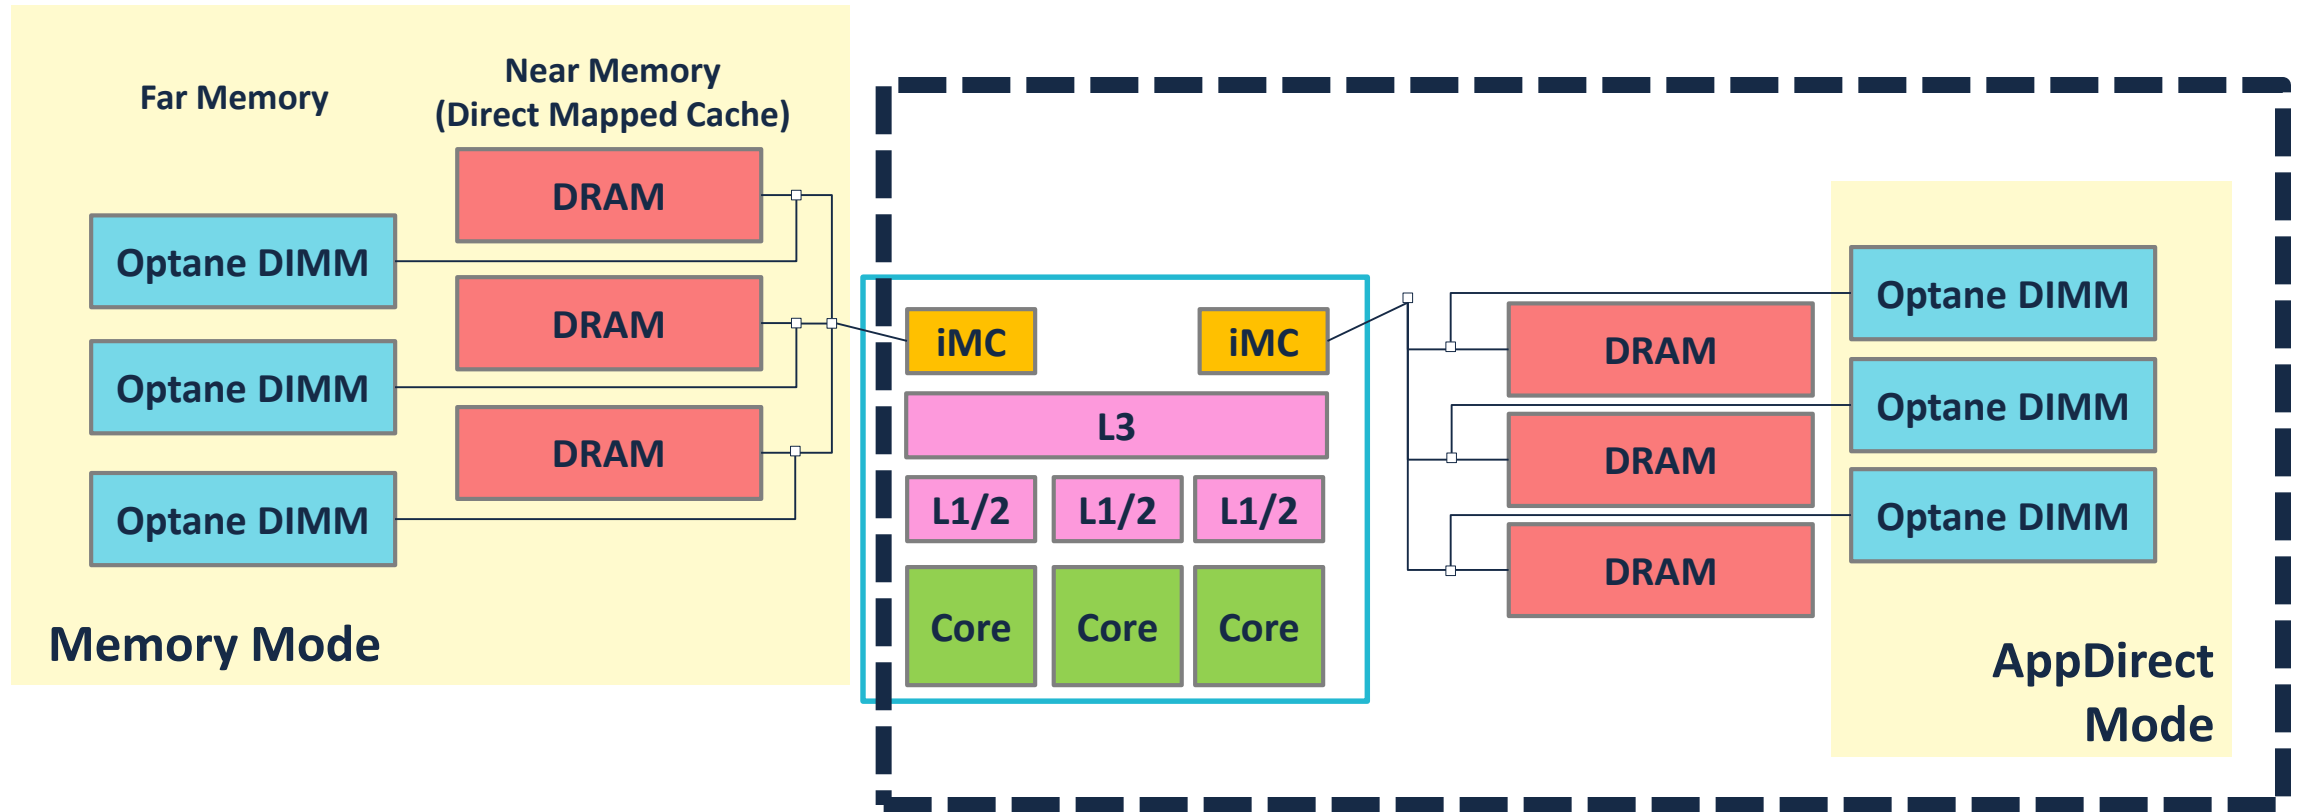 Far Memory
Near Memory
(Direct Mapped Cache)
DRAM
Optane DIMM
DRAM
Optane DIMM
DRAM
Optane DIMM
Memory Mode
iMC
iMC
L3
L1/2
L1/2
L1/2
Core
Core
Core
Optane DIMM
DRAM
Optane DIMM
DRAM
Optane DIMM
DRAM
AppDirect
Mode